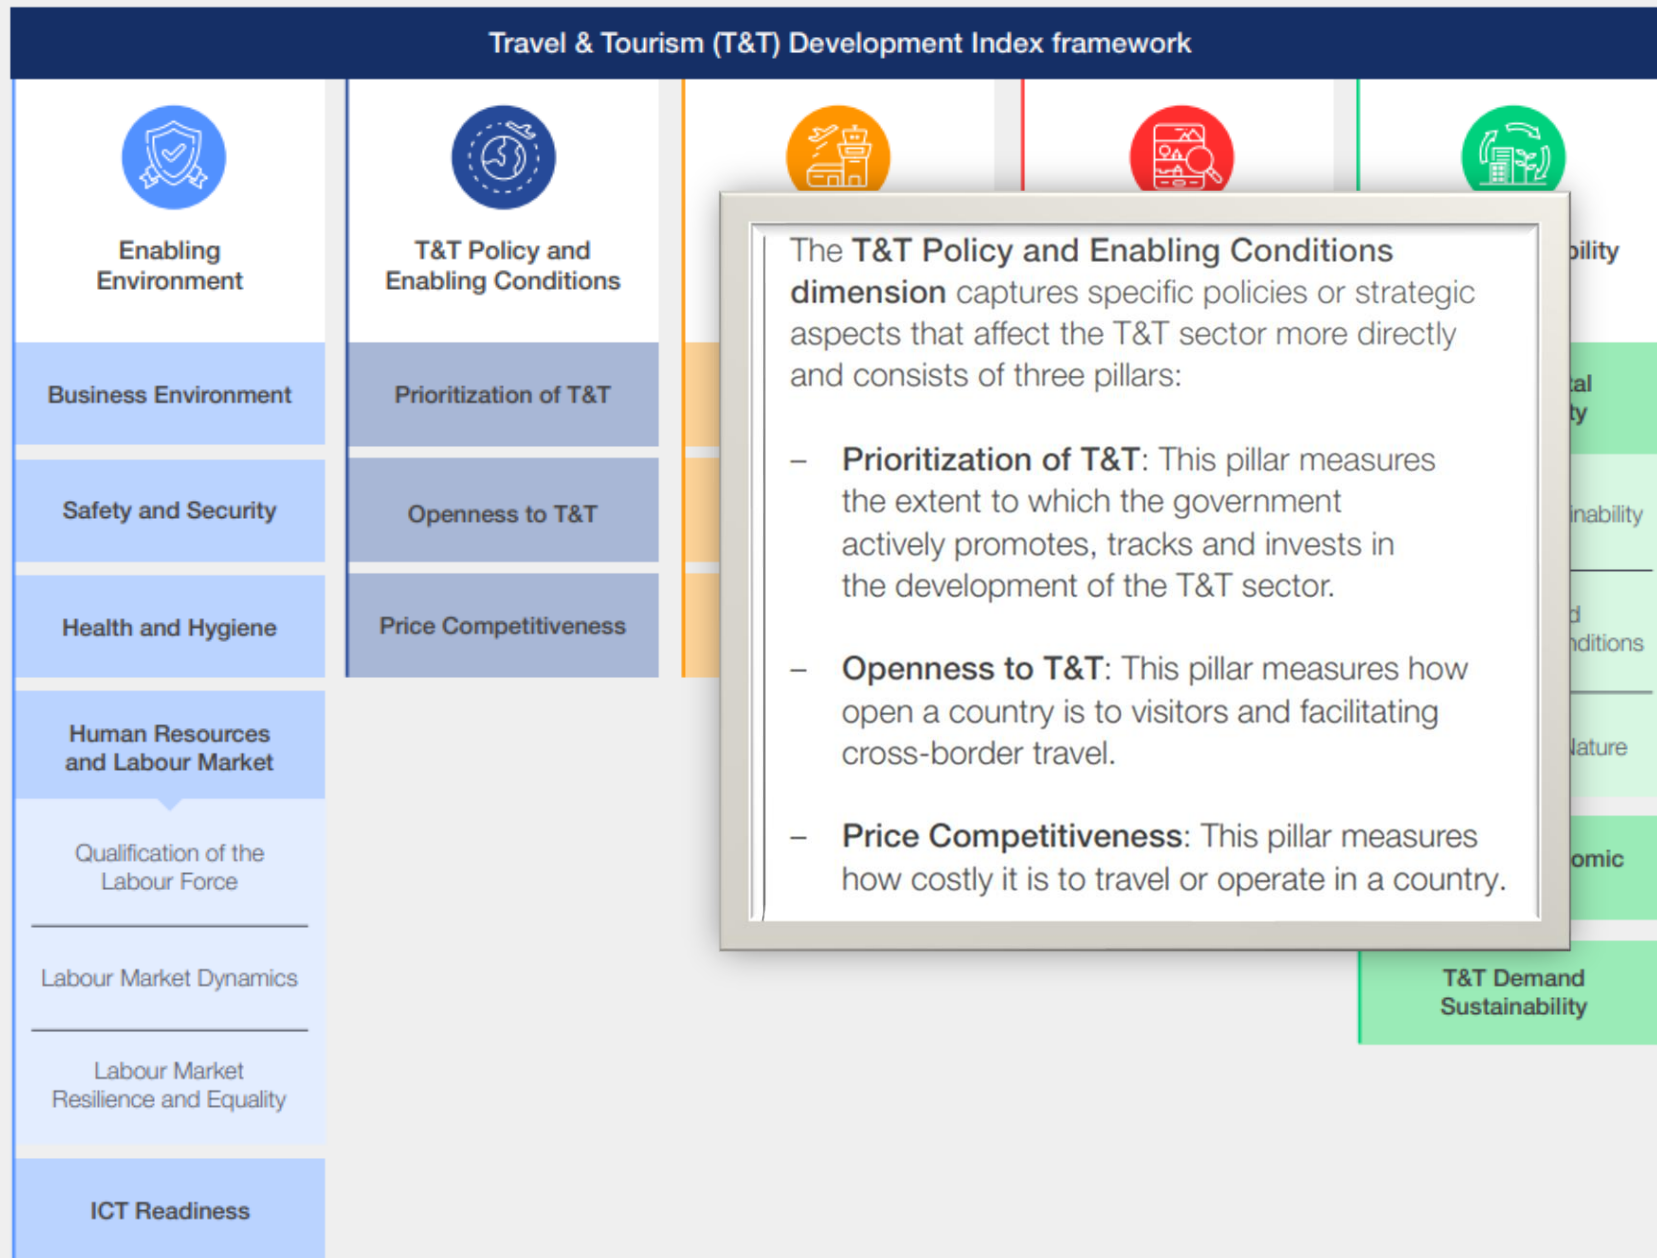 Travel & Tourism (T&T) Development Index framework
Enabling
Environment
Business Environment
Safety and Security
Health and Hygiene
Human Resources
and Labour Market
Qualification of the
Labour Force
Labour Market Dynamics
Labour Market
Resilience and Equality
ICT Readiness
T&T Policy and
Enabling Conditions
Prioritization of T&T
Openness to T&T
Price Competitiveness
The T&T Policy and Enabling Conditions
dimension captures specific policies or strategic
aspects that affect the T&T sector more directly
and consists of three pillars:
– Prioritization of T&T: This pillar measures
the extent to which the government
actively promotes, tracks and invests in
the development of the T&T sector.
– Openness to T&T: This pillar measures how
open a country is to visitors and facilitating
cross-border travel.
– Price Competitiveness: This pillar measures
how costly it is to travel or operate in a country.
T&T Demand
Sustainability